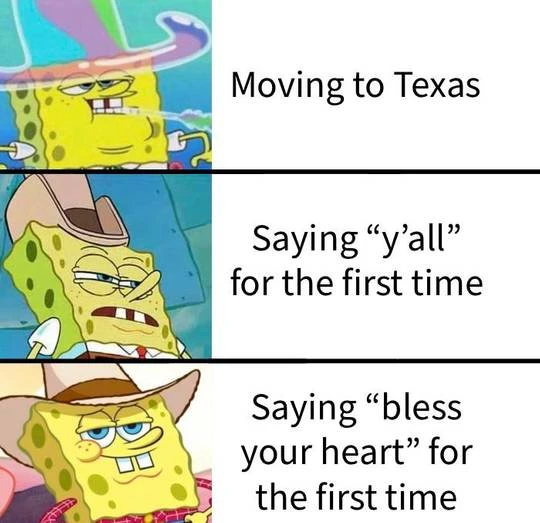 Moving to Texas
Saying “y’all”
for the first time
Saying “bless
your heart” for
the first time